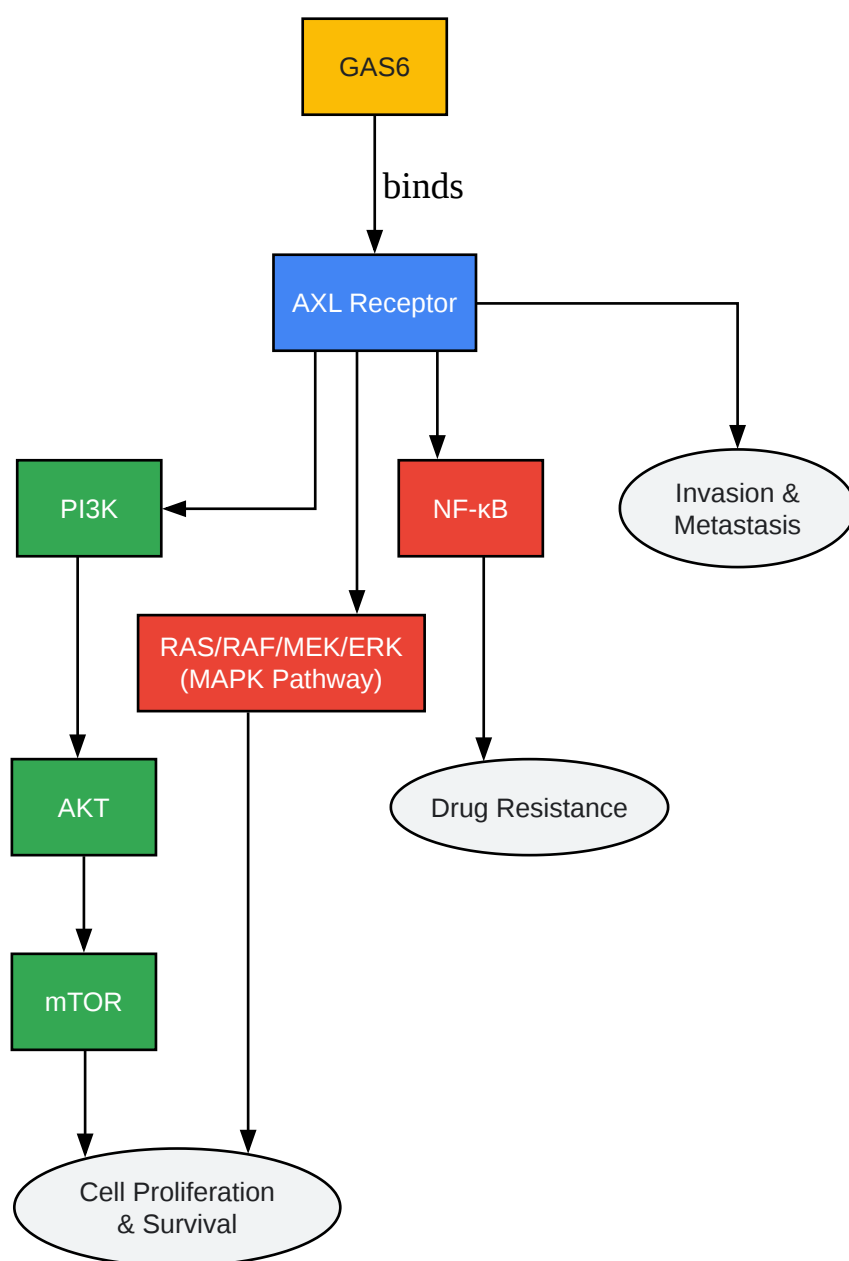 GAS6
binds
AXL Receptor
PI3K
NF-κB
Invasion &
Metastasis
RAS/RAF/MEK/ERK
(MAPK Pathway)
AKT
Drug Resistance
mTOR
Cell Proliferation
& Survival